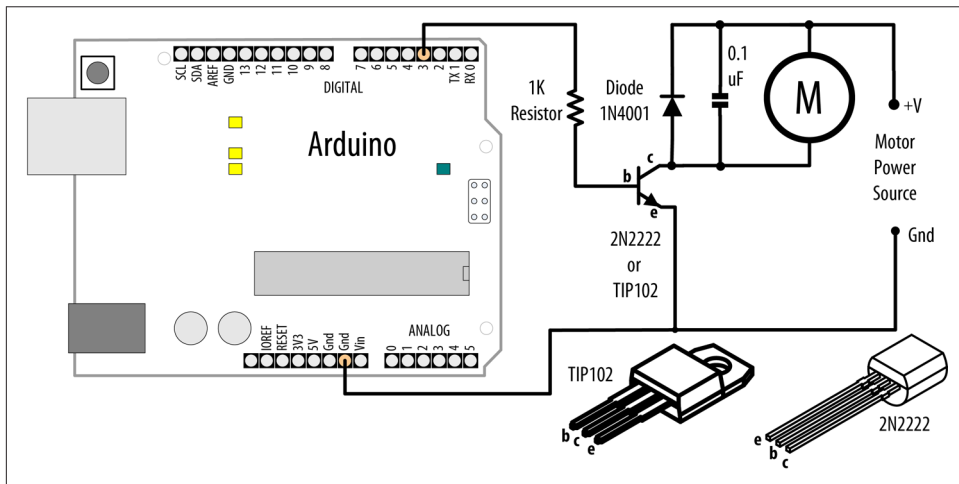 SCL
SDA
AREF
GND
13
12
11
10
9
8
7
6
5
4
3
2
TX 1
RX 0
DIGITAL
Arduino
1K
Resistor
Diode
1N4001
0.1
uF
M
+V
Motor
Power
Source
Gnd
b
c
e
2N2222
or
TIP102
IOREF
RESET
3V3
5V
Gnd
Gnd
Vin
ANALOG
0
1
2
3
4
5
TIP102
b
c
e
2N2222
e
b
c